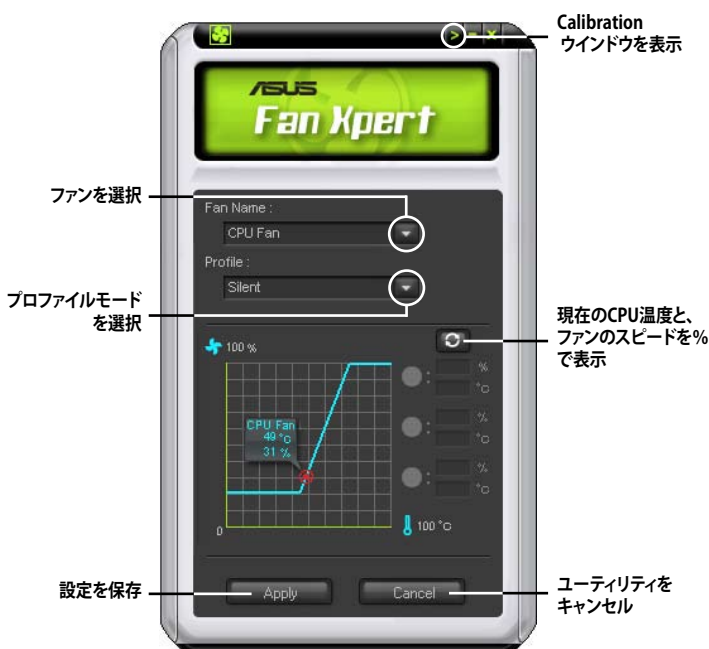 Calibration
ウインドウを表示
ASUS
Fan Xpert
ファンを選択
Fan Name :
CPU Fan
Profile :
Silent
プロファイルモード
を選択
現在のCPU温度と、
ファンのスピードを%
で表示
100 %
: %
°C
CPU Fan
49 °C
31 %
: %
°C
: %
°C
0
100 °C
設定を保存
Apply
Cancel
ユーティリティを
キャンセル